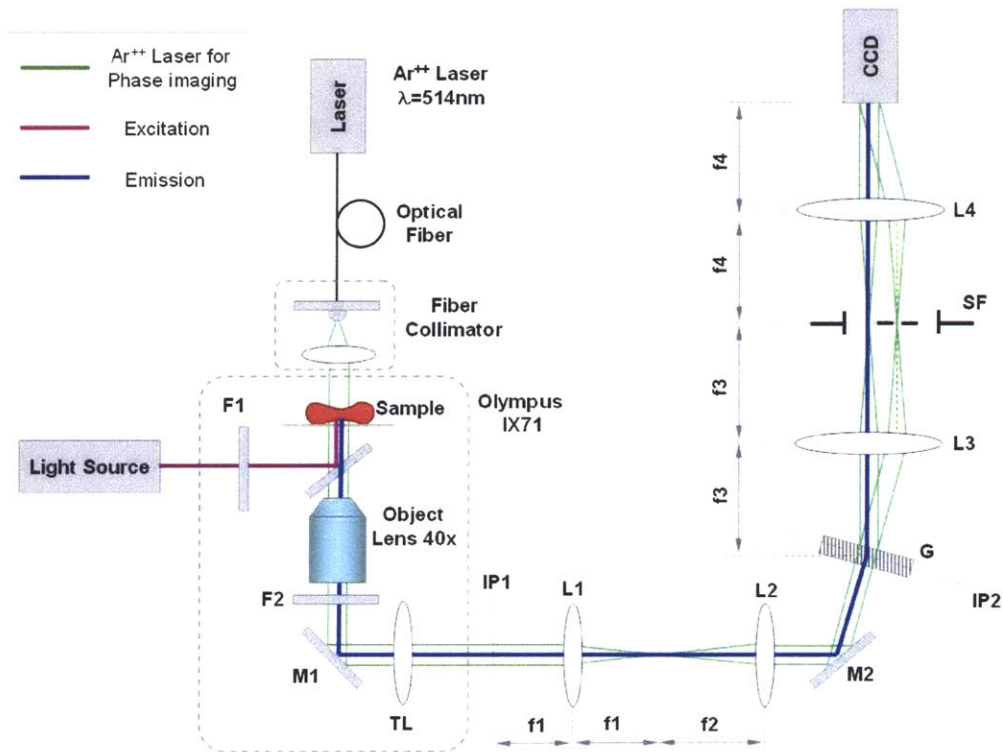 Ar⁺⁺ Laser for
Phase imaging
Excitation
Emission
Laser
Ar⁺⁺ Laser
λ=514nm
Optical
Fiber
Fiber
Collimator
F1
Sample
Olympus
IX71
Light Source
Object
Lens 40x
F2
M1
TL
IP1
L1
L2
f1
f1
f2
M2
CCD
f4
L4
f4
SF
f3
L3
f3
G
IP2